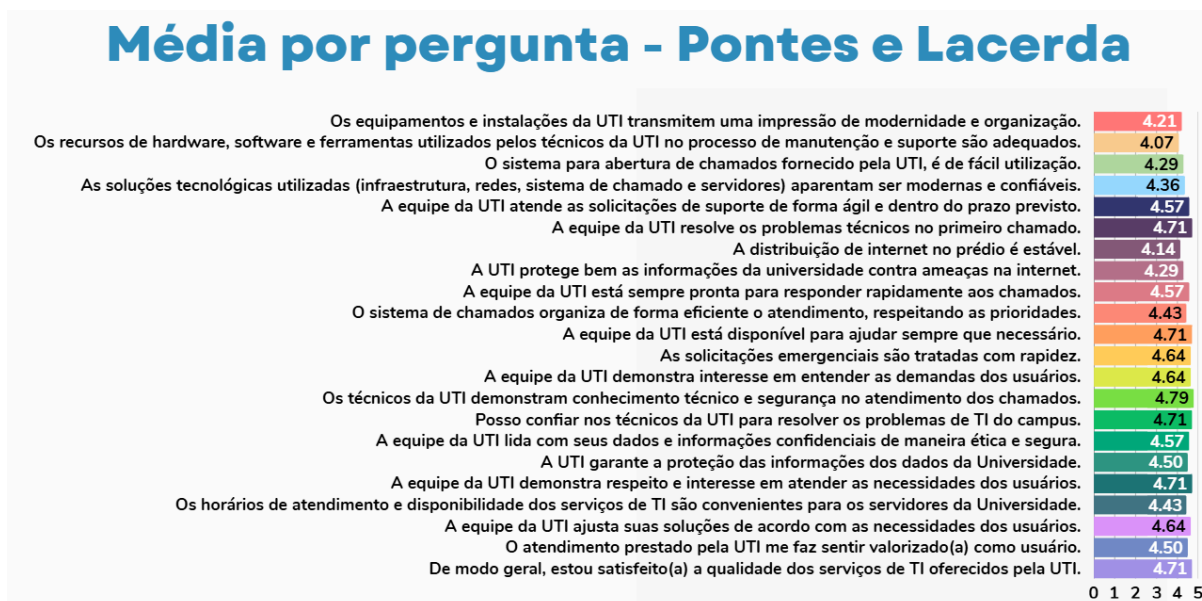 Média por pergunta - Pontes e Lacerda
Os equipamentos e instalações da UTI transmitem uma impressão de modernidade e organização. 4.21
Os recursos de hardware, software e ferramentas utilizados pelos técnicos da UTI no processo de manutenção e suporte são adequados. 4.07
O sistema para abertura de chamados fornecido pela UTI, é de fácil utilização. 4.29
As soluções tecnológicas utilizadas (infraestrutura, redes, sistema de chamado e servidores) aparentam ser modernas e confiáveis. 4.36
A equipe da UTI atende as solicitações de suporte de forma ágil e dentro do prazo previsto. 4.57
A equipe da UTI resolve os problemas técnicos no primeiro chamado. 4.71
A distribuição de internet no prédio é estável. 4.14
A UTI protege bem as informações da universidade contra ameaças na internet. 4.29
A equipe da UTI está sempre pronta para responder rapidamente aos chamados. 4.57
O sistema de chamados organiza de forma eficiente o atendimento, respeitando as prioridades. 4.43
A equipe da UTI está disponível para ajudar sempre que necessário. 4.71
As solicitações emergenciais são tratadas com rapidez. 4.64
A equipe da UTI demonstra interesse em entender as demandas dos usuários. 4.64
Os técnicos da UTI demonstram conhecimento técnico e segurança no atendimento dos chamados. 4.79
Posso confiar nos técnicos da UTI para resolver os problemas de TI do campus. 4.71
A equipe da UTI lida com seus dados e informações confidenciais de maneira ética e segura. 4.57
A UTI garante a proteção das informações dos dados da Universidade. 4.50
A equipe da UTI demonstra respeito e interesse em atender as necessidades dos usuários. 4.71
Os horários de atendimento e disponibilidade dos serviços de TI são convenientes para os servidores da Universidade. 4.43
A equipe da UTI ajusta suas soluções de acordo com as necessidades dos usuários. 4.64
O atendimento prestado pela UTI me faz sentir valorizado(a) como usuário. 4.50
De modo geral, estou satisfeito(a) a qualidade dos serviços de TI oferecidos pela UTI. 4.71
0 1 2 3 4 5